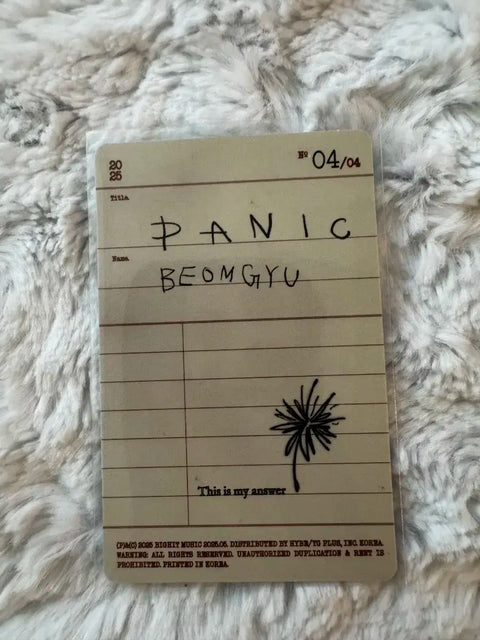 20
25
Nº 04/04
Title.
PANIC
Name.
BEOMGYU
This is my answer
(P)&(C) 2025 BIGHIT MUSIC 2025.05. DISTRIBUTED BY HYBE/YG PLUS, INC. KOREA
WARNING: ALL RIGHTS RESERVED. UNAUTHORIZED DUPLICATION & RENT IS
PROHIBITED. PRINTED IN KOREA.